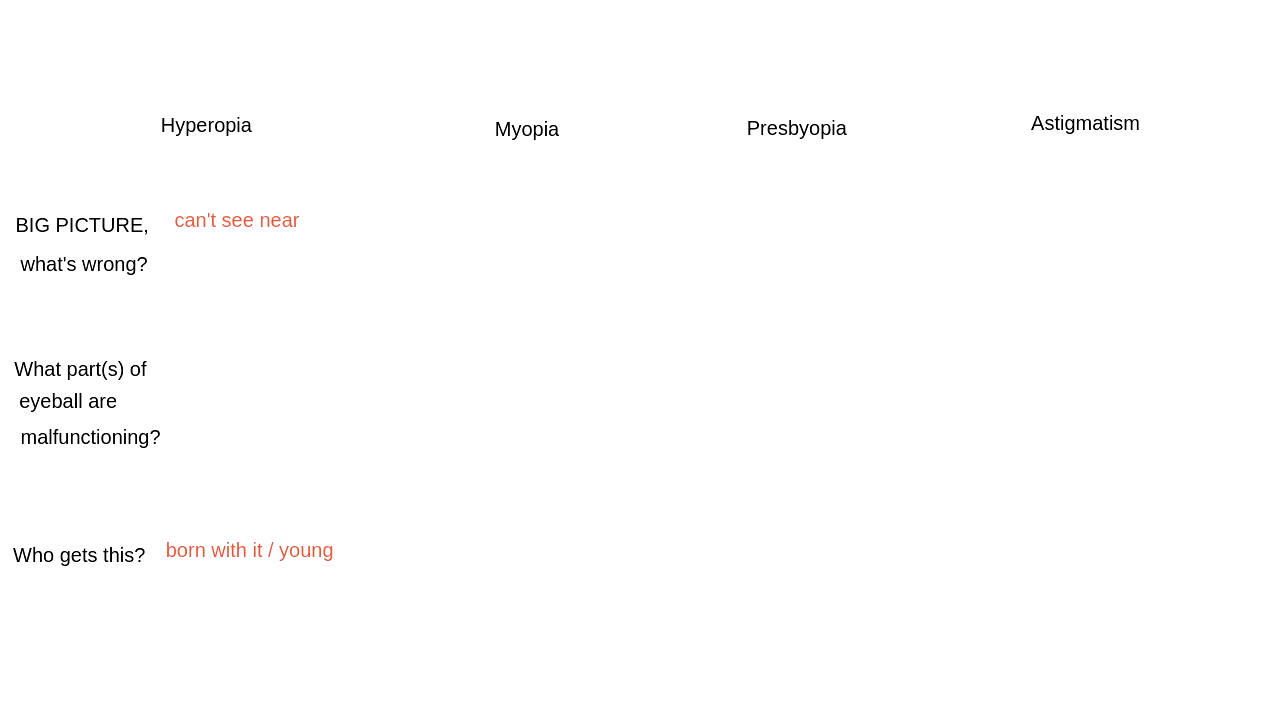 Hyperopia Myopia Presbyopia Astigmatism
BIG PICTURE, can't see near
what's wrong?
What part(s) of
eyeball are
malfunctioning?
Who gets this? born with it / young